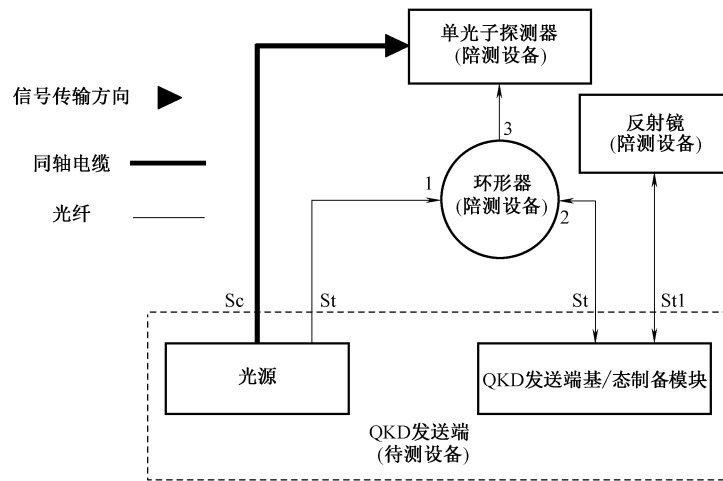 单光子探测器
(陪测设备)
信号传输方向
反射镜
(陪测设备)
3
同轴电缆
环形器
(陪测设备)
1
2
光纤
Sc
St
St
St1
光源
QKD发送端基/态制备模块
QKD发送端
(待测设备)